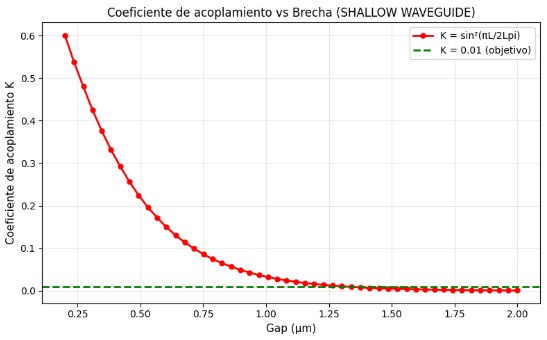 Coeficiente de acoplamiento vs Brecha (SHALLOW WAVEGUIDE)
K = sin²(πL/2Lpi)
K = 0.01 (objetivo)
Coeficiente de acoplamiento K
0.6
0.5
0.4
0.3
0.2
0.1
0.0
0.25 0.50 0.75 1.00 1.25 1.50 1.75 2.00
Gap (μm)